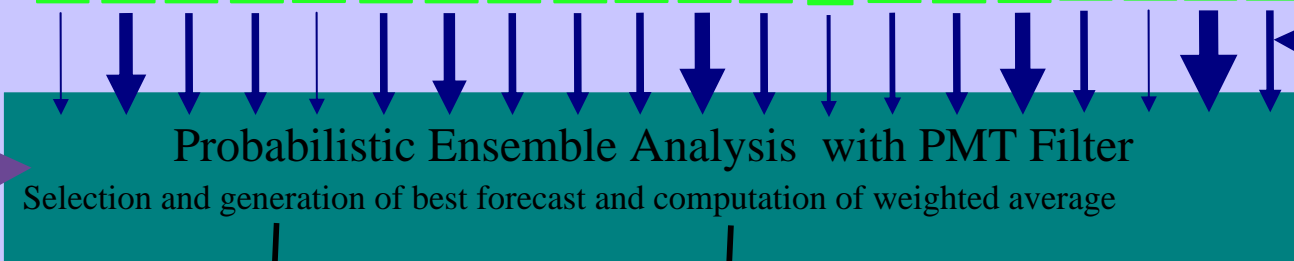 Probabilistic Ensemble Analysis  with PMT Filter
Selection and generation of best forecast and computation of weighted average